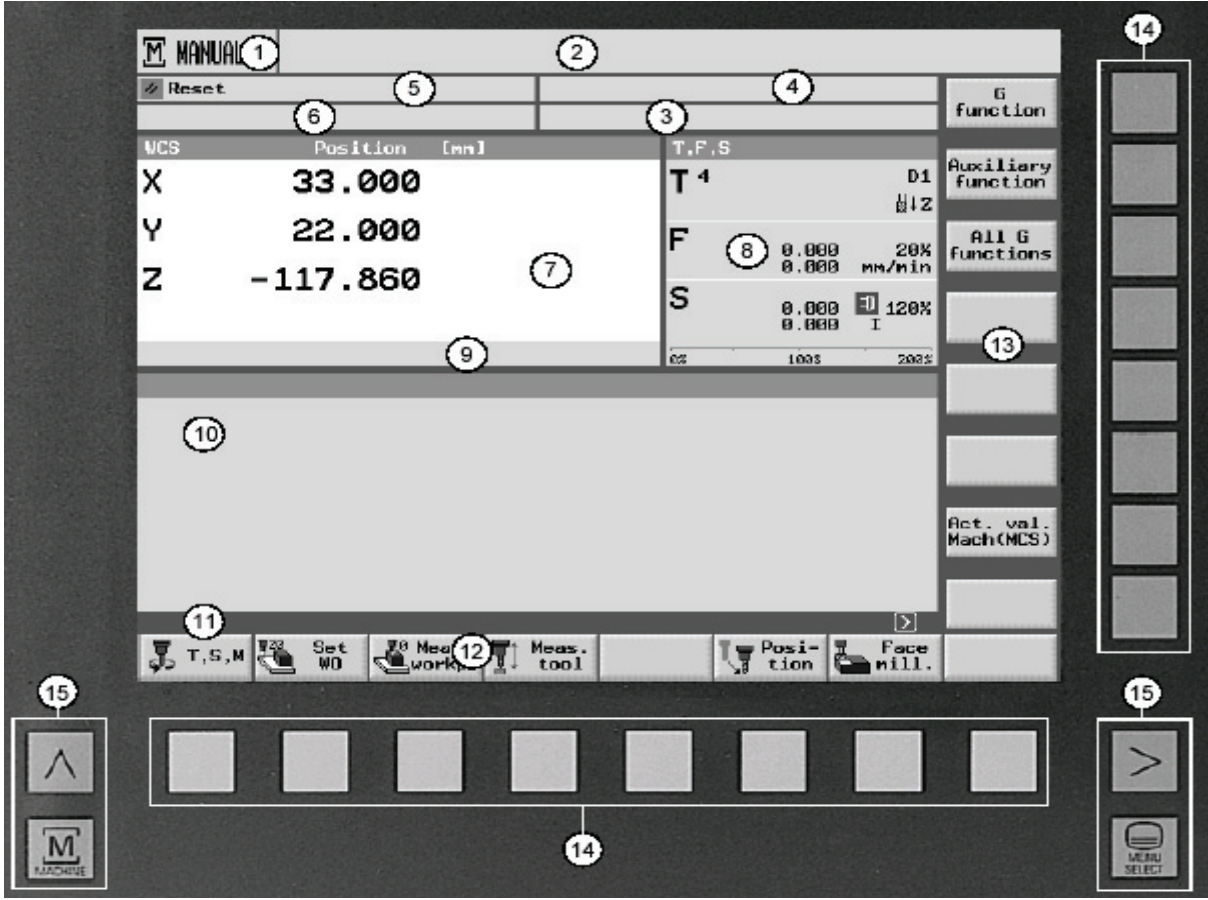 14
M MANUAL 1
2
Reset
5
4
6
3
G
function
WCS
Position [mm]
T,F,S
X 33.000
Y 22.000
Z -117.860
7
T 4
D1
Z
F
8
0.000 20%
0.000 mm/min
S
0.000 120%
0.000 I
0% 100% 200%
9
Auxiliary
function
All G
functions
13
10
Act. val.
Mach(MCS)
11
>
T,S,M
Set
WO
12
Meas.
tool
Posi-
tion
Face
mill.
15
15
M
MACHINE
14
>
MENU
SELECT